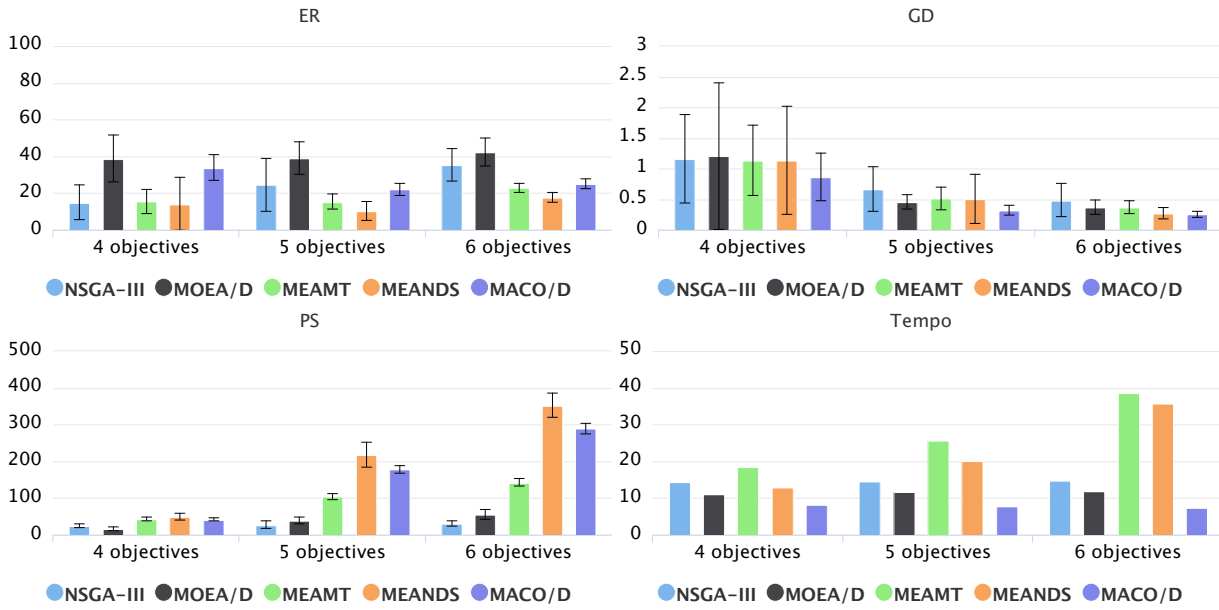 ER
100
80
60
40
20
0
4 objectives 5 objectives 6 objectives
NSGA-III MOEA/D MEAMT MEANDS MACO/D
GD
3
2.5
2
1.5
1
0.5
0
4 objectives 5 objectives 6 objectives
NSGA-III MOEA/D MEAMT MEANDS MACO/D
PS
500
400
300
200
100
0
4 objectives 5 objectives 6 objectives
NSGA-III MOEA/D MEAMT MEANDS MACO/D
Tempo
50
40
30
20
10
0
4 objectives 5 objectives 6 objectives
NSGA-III MOEA/D MEAMT MEANDS MACO/D